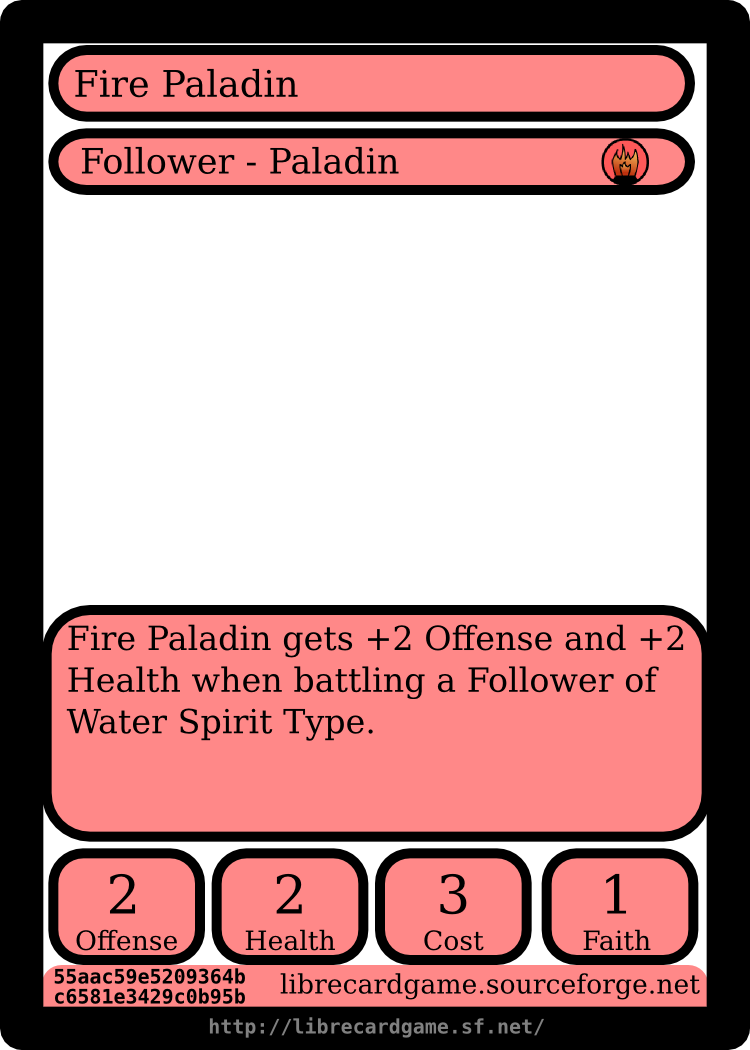 Fire Paladin
Follower - Paladin
Fire Paladin gets +2 Offense and +2
Health when battling a Follower of
Water Spirit Type.
2 2 3 1
Offense Health Cost Faith
55aac59e5209364b
c6581e3429c0b95b
librecardgame.sourceforge.net
http://librecardgame.sf.net/